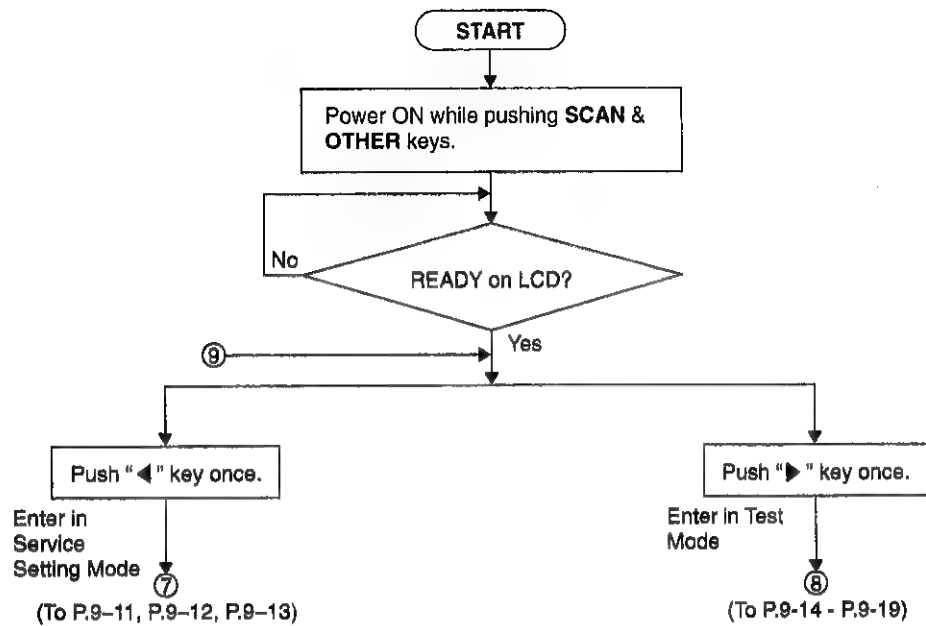 START
Power ON while pushing SCAN &
OTHER keys.
No
READY on LCD?
Yes
⑨
Push "◀" key once.
Push "▶" key once.
Enter in
Service
Setting Mode
Enter in Test
Mode
⑦
⑧
(To P.9–11, P.9–12, P.9–13)
(To P.9-14 - P.9-19)